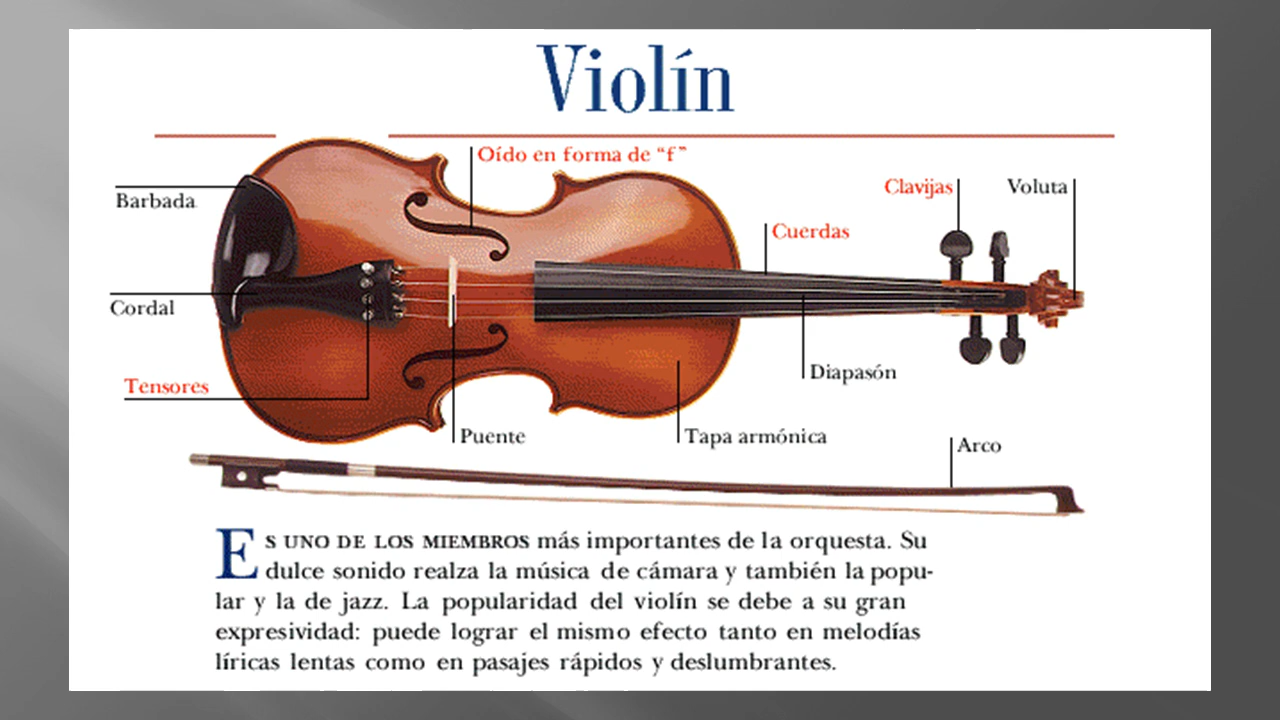 Violín
Oído en forma de “f”
Barbada
Clavijas
Voluta
Cuerdas
Cordal
Diapasón
Tensores
Puente
Tapa armónica
Arco
ES UNO DE LOS MIEMBROS más importantes de la orquesta. Su
dulce sonido realza la música de cámara y también la popu-
lar y la de jazz. La popularidad del violín se debe a su gran
expresividad: puede lograr el mismo efecto tanto en melodías
líricas lentas como en pasajes rápidos y deslumbrantes.